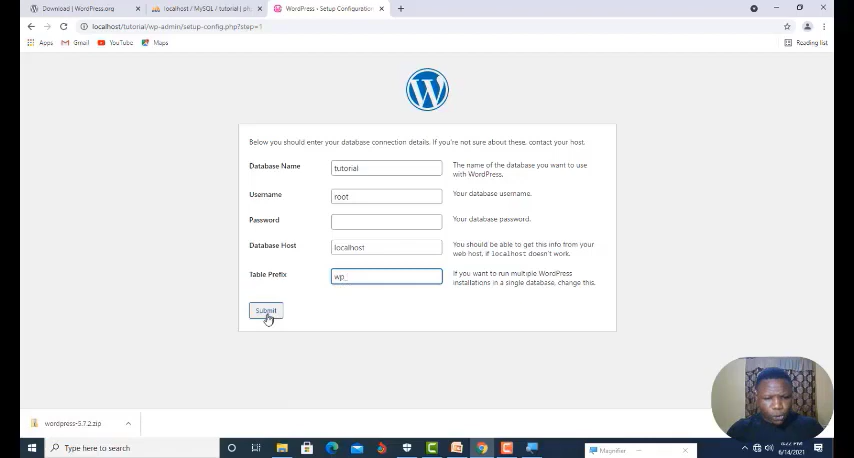 Download | WordPress.org
localhost / MySQL / tutorial | ph
WordPress › Setup Configuration
localhost/tutorial/wp-admin/setup-config.php?step=1
Apps
Gmail
YouTube
Maps
Reading list
Below you should enter your database connection details. If you're not sure about these, contact your host.
Database Name
tutorial
The name of the database you want to use
with WordPress.
Username
root
Your database username.
Password
Your database password.
Database Host
localhost
You should be able to get this info from your
web host, if localhost doesn't work.
Table Prefix
wp_
If you want to run multiple WordPress
installations in a single database, change this.
Submit
wordpress-5.7.2.zip
Type here to search
Magnifier
6/14/2021